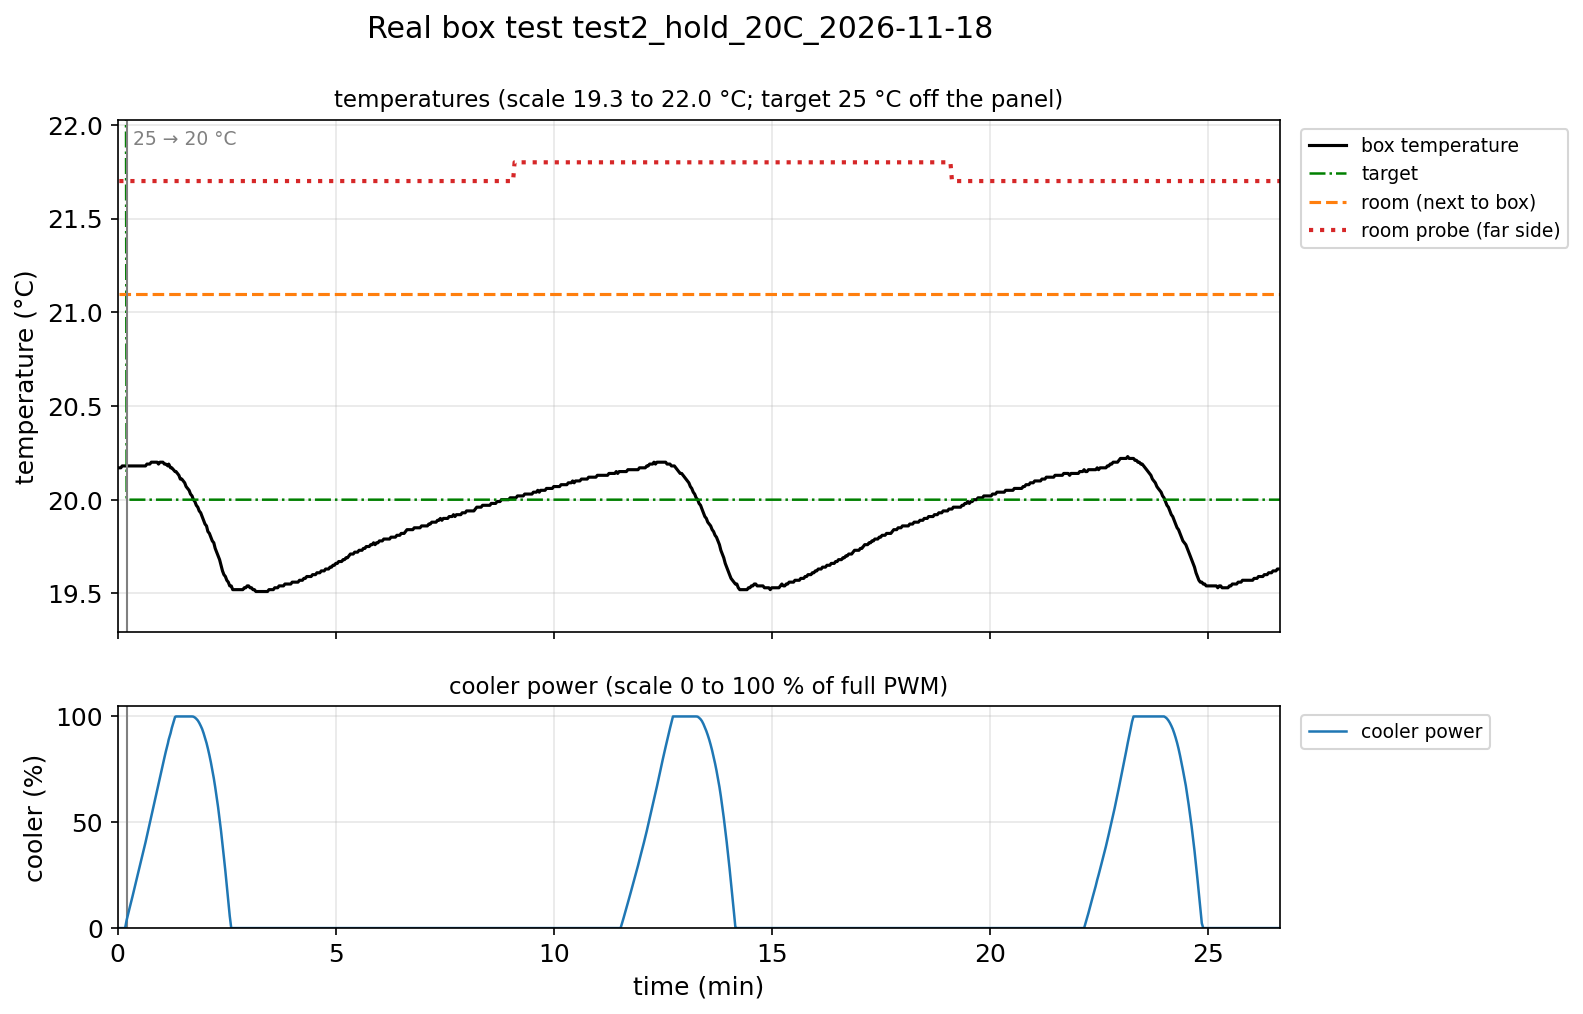 Real box test test2_hold_20C_2026-11-18
temperatures (scale 19.3 to 22.0 °C; target 25 °C off the panel)
temperature (°C)
22.0
21.5
21.0
20.5
20.0
19.5
25 → 20 °C
box temperature
target
room (next to box)
room probe (far side)
cooler power (scale 0 to 100 % of full PWM)
cooler (%)
100
50
0
cooler power
0 5 10 15 20 25
time (min)